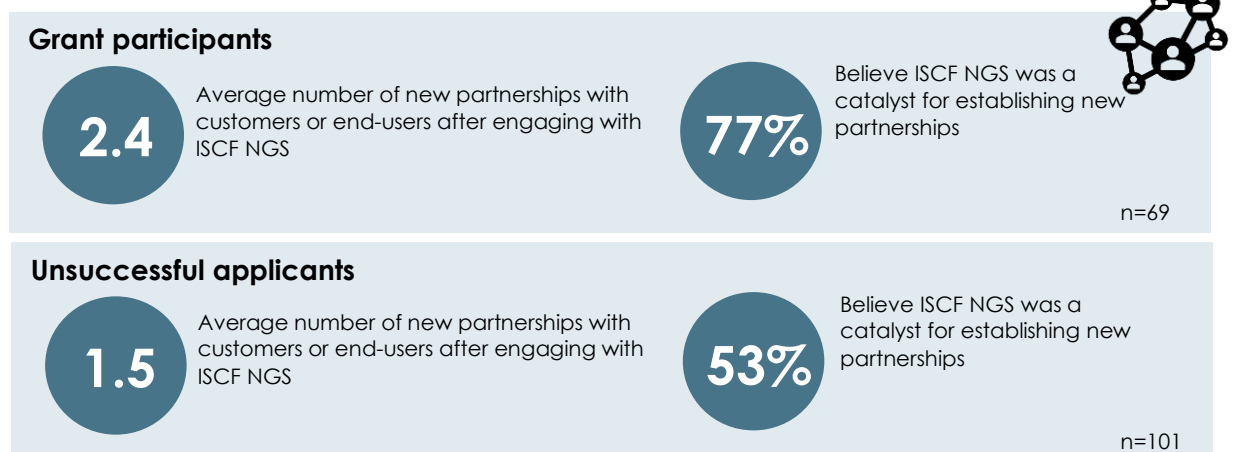 Grant participants
2.4
Average number of new partnerships with
customers or end-users after engaging with
ISCF NGS
77%
Believe ISCF NGS was a
catalyst for establishing new
partnerships
n=69
Unsuccessful applicants
1.5
Average number of new partnerships with
customers or end-users after engaging with
ISCF NGS
53%
Believe ISCF NGS was a
catalyst for establishing new
partnerships
n=101